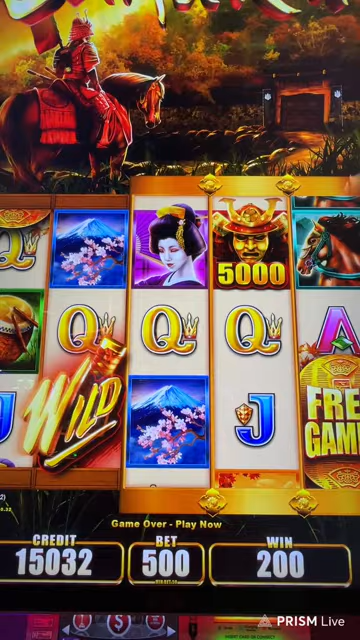 Q
5000
Q Q Q A
WILD
J J
FREE
GAME
Game Over - Play Now
CREDIT BET WIN
15032 500 200
PRISM Live